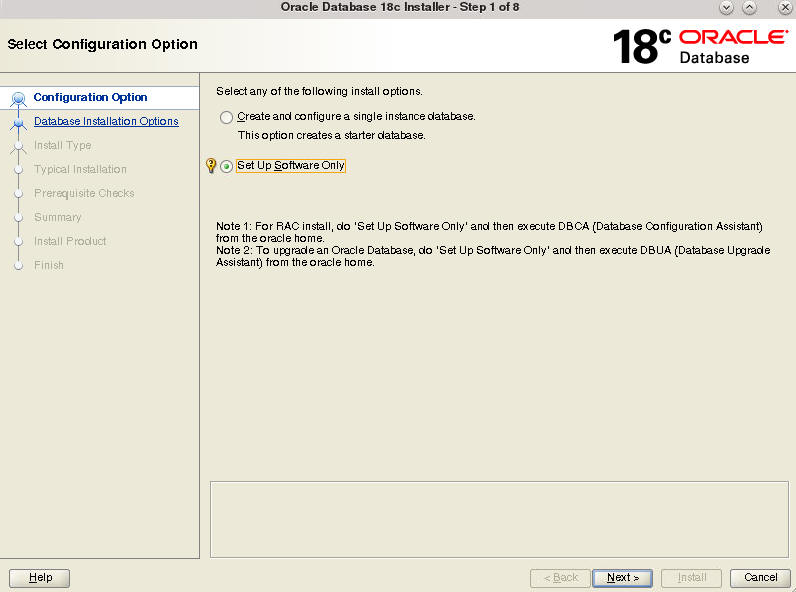 Oracle Database 18c Installer - Step 1 of 8
Select Configuration Option
18c ORACLE
Database
Configuration Option
Database Installation Options
Install Type
Typical Installation
Prerequisite Checks
Summary
Install Product
Finish
Select any of the following install options.
Create and configure a single instance database.
This option creates a starter database.
Set Up Software Only
Note 1: For RAC install, do 'Set Up Software Only' and then execute DBCA (Database Configuration Assistant)
from the oracle home.
Note 2: To upgrade an Oracle Database, do 'Set Up Software Only' and then execute DBUA (Database Upgrade
Assistant) from the oracle home.
Help
< Back
Next >
Install
Cancel